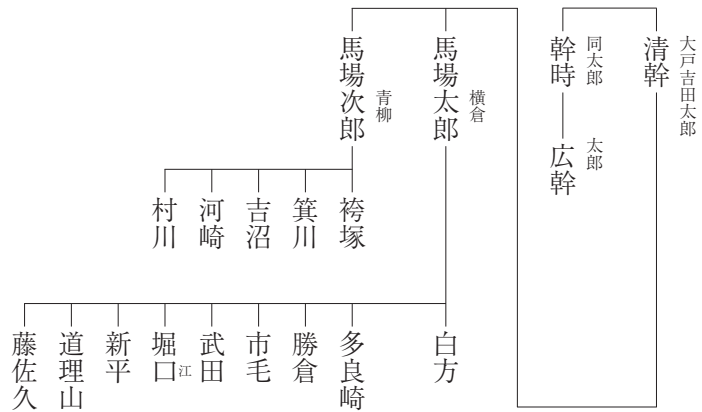 大戸吉田太郎
清幹
同太郎
幹時
太郎
広幹
横倉
馬場太郎
青柳
馬場次郎
袴塚
箕川
吉沼
河崎
村川
白方
多良崎
勝倉
市毛
武田
堀口江
新平
道理山
藤佐久